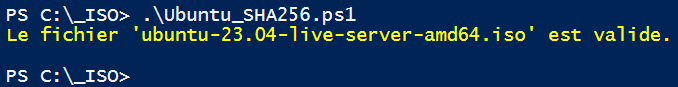 PS C:\_ISO> .\Ubuntu_SHA256.ps1
Le fichier 'ubuntu-23.04-live-server-amd64.iso' est valide.
PS C:\_ISO>